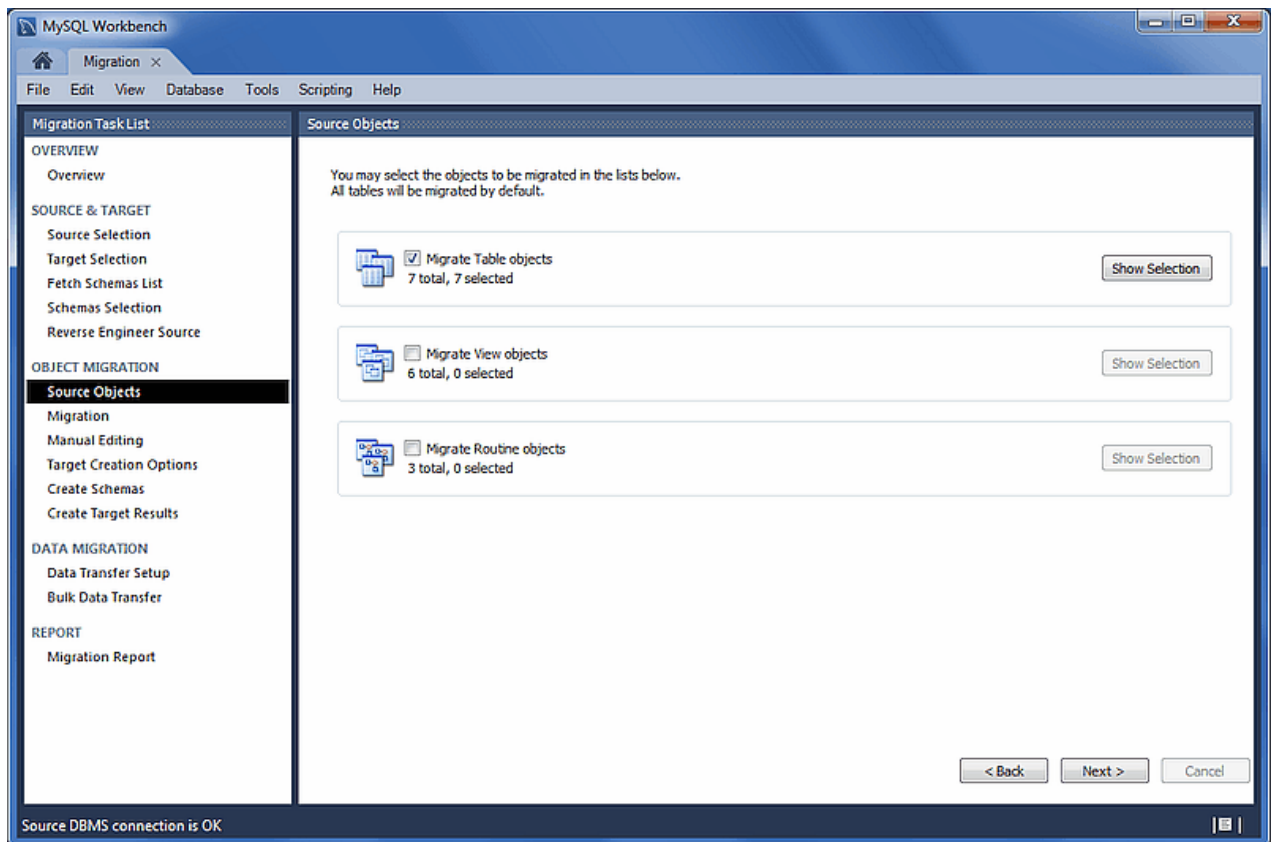 MySQL Workbench
Migration ×
File Edit View Database Tools Scripting Help
Migration Task List
OVERVIEW
Overview
SOURCE & TARGET
Source Selection
Target Selection
Fetch Schemas List
Schemas Selection
Reverse Engineer Source
OBJECT MIGRATION
Source Objects
Migration
Manual Editing
Target Creation Options
Create Schemas
Create Target Results
DATA MIGRATION
Data Transfer Setup
Bulk Data Transfer
REPORT
Migration Report
Source Objects
You may select the objects to be migrated in the lists below.
All tables will be migrated by default.
Migrate Table objects
7 total, 7 selected
Show Selection
Migrate View objects
6 total, 0 selected
Show Selection
Migrate Routine objects
3 total, 0 selected
Show Selection
< Back Next > Cancel
Source DBMS connection is OK